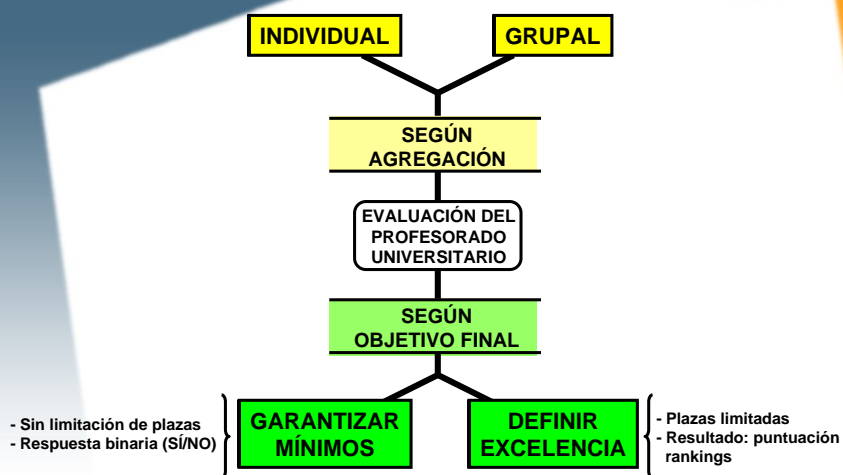 INDIVIDUAL
GRUPAL
SEGÚN
AGREGACIÓN
EVALUACIÓN DEL
PROFESORADO
UNIVERSITARIO
SEGÚN
OBJETIVO FINAL
- Sin limitación de plazas
- Respuesta binaria (SÍ/NO)
GARANTIZAR
MÍNIMOS
DEFINIR
EXCELENCIA
- Plazas limitadas
- Resultado: puntuación
rankings